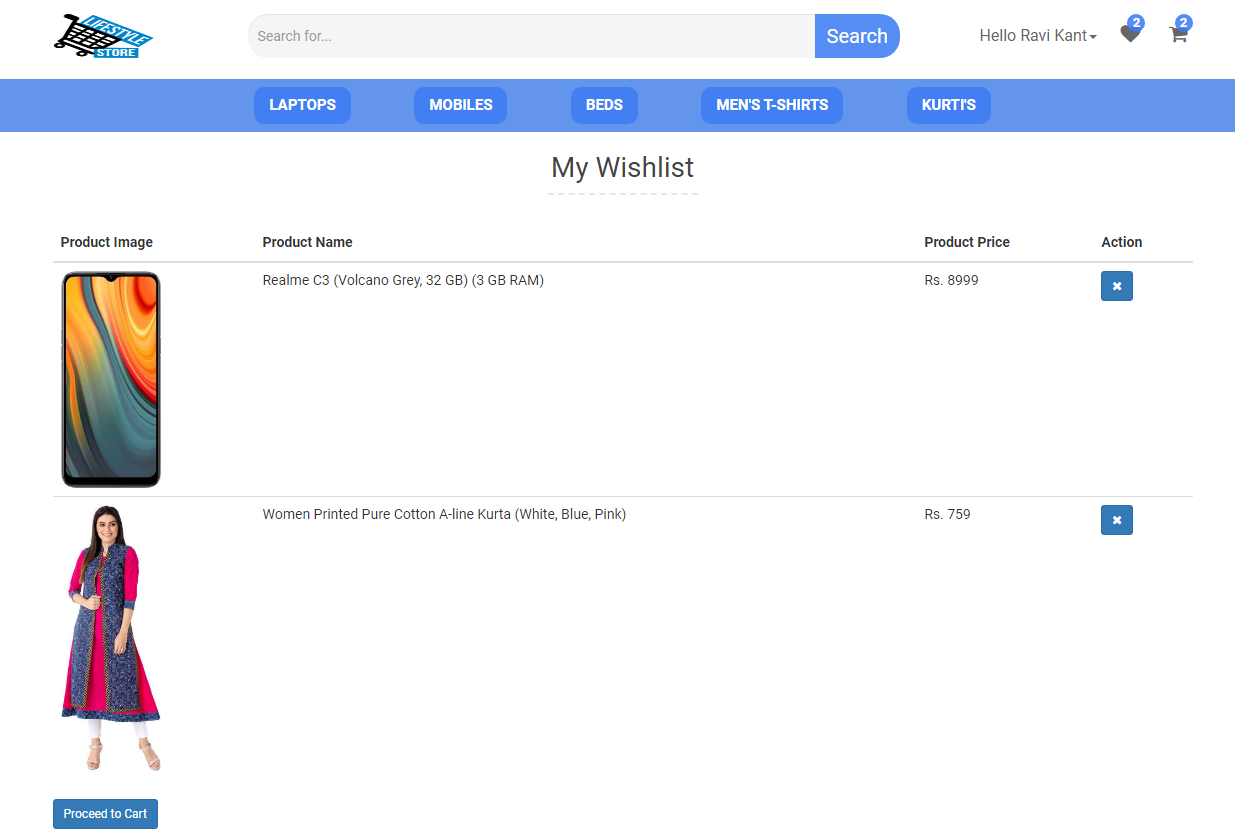 LIFESTYLE
STORE
Search for...
Search
Hello Ravi Kant
2
2
LAPTOPS MOBILES BEDS MEN'S T-SHIRTS KURTI'S
My Wishlist
Product Image Product Name Product Price Action
Realme C3 (Volcano Grey, 32 GB) (3 GB RAM) Rs. 8999
Women Printed Pure Cotton A-line Kurta (White, Blue, Pink) Rs. 759
Proceed to Cart